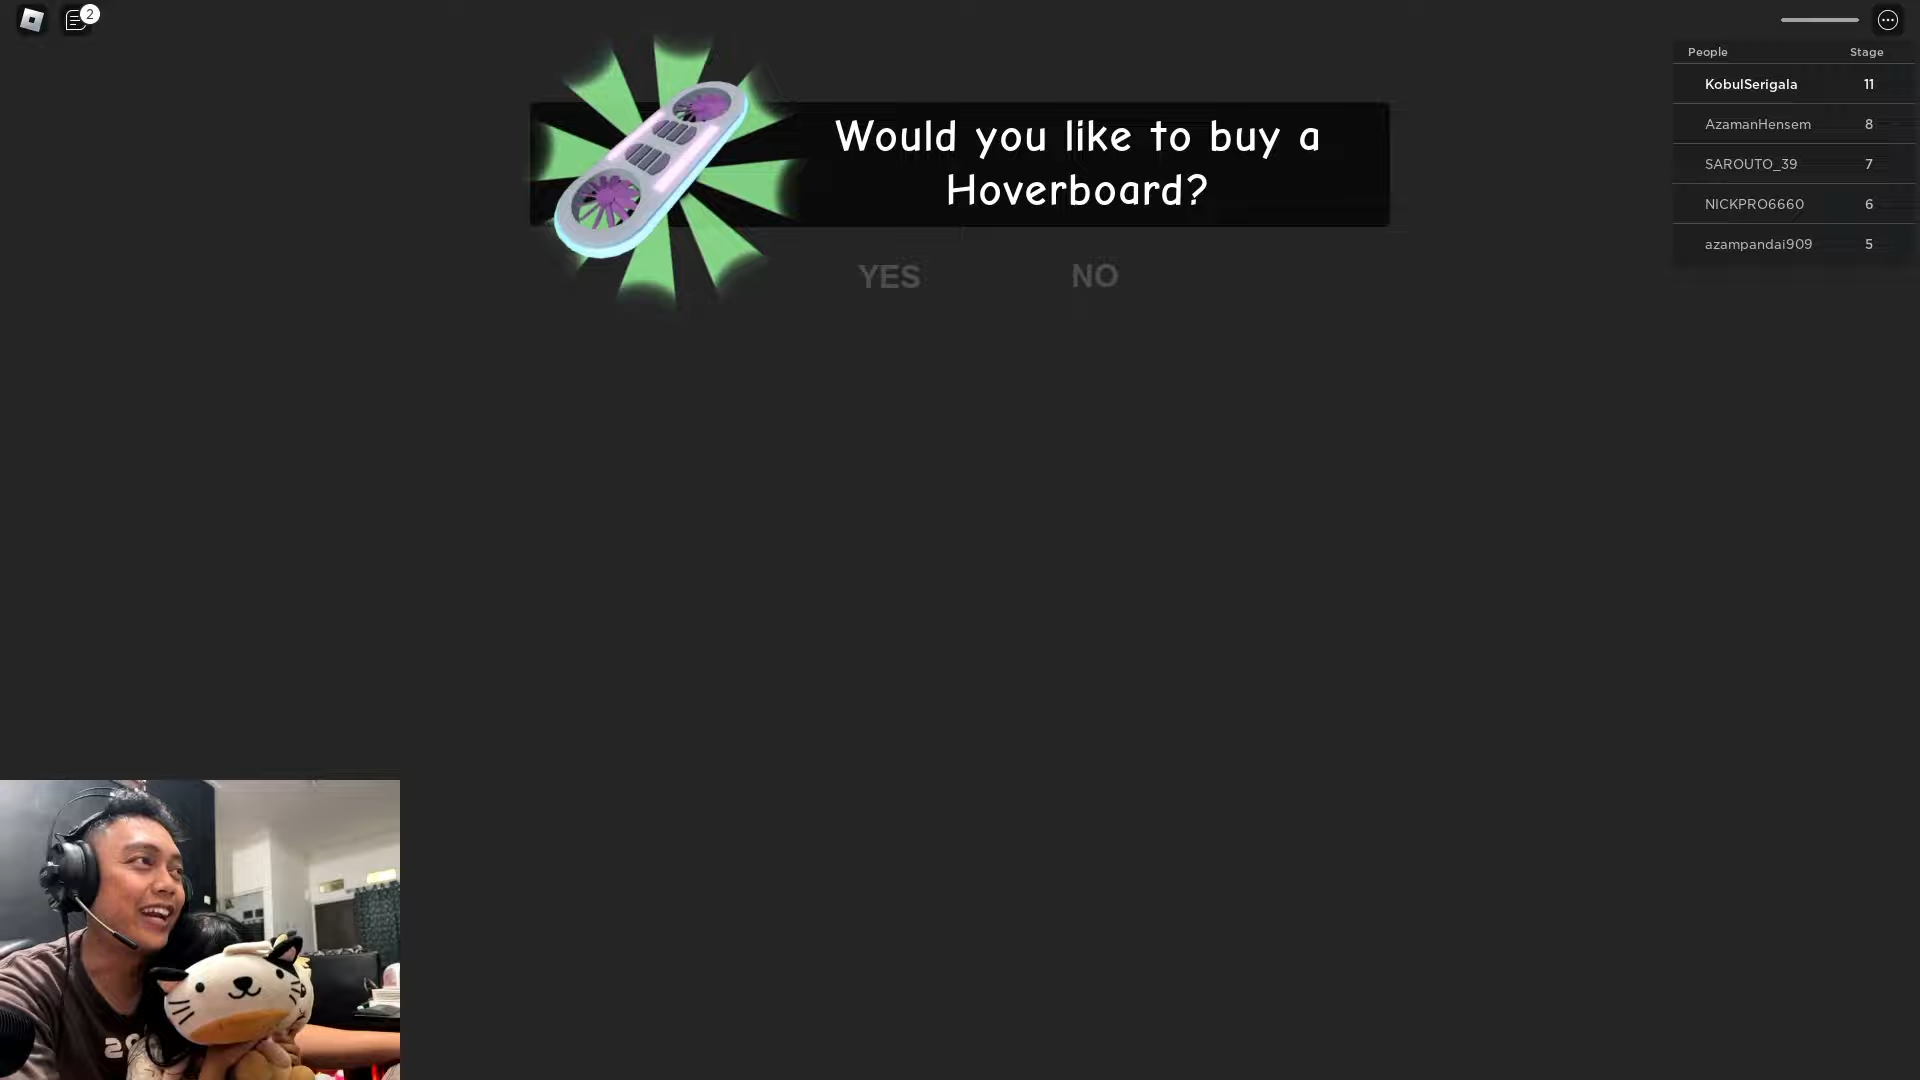 2
People Stage
KobulSerigala 11
AzamanHensem 8
SAROUTO_39 7
NICKPRO6660 6
azampandai909 5
Would you like to buy a
Hoverboard?
YES NO